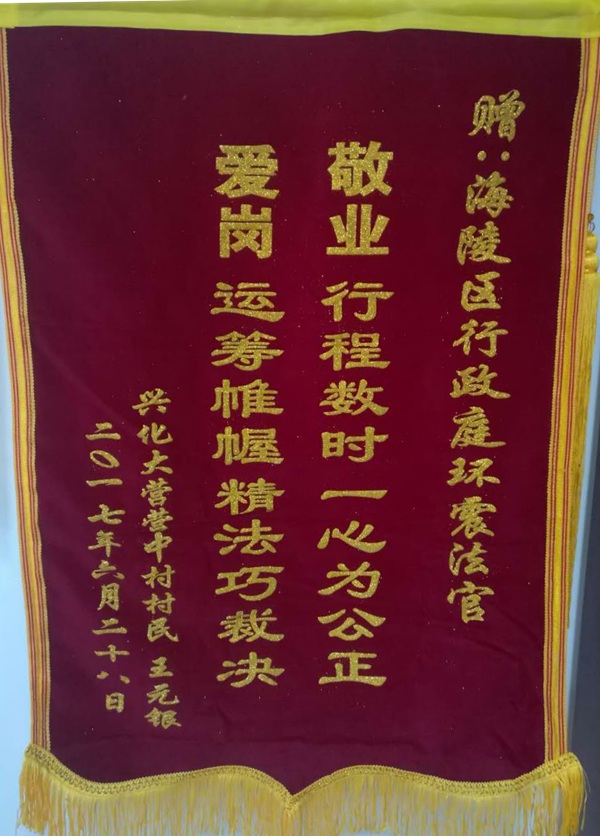 赠:海陵区行政庭环震法官
敬业 行程数时一心为公正
爱岗 运筹帷幄精法巧裁决
兴化大营营中村村民 王元银
二〇一七年六月二十八日